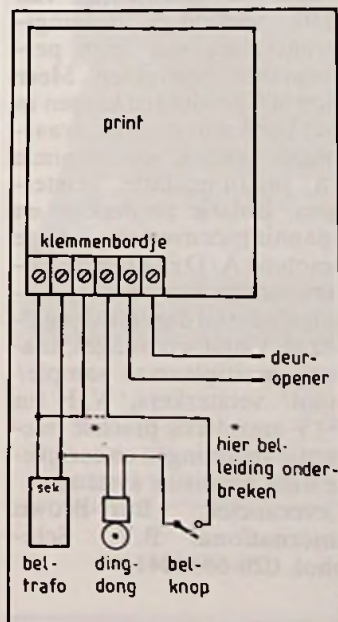 print
klemmenbordje
deur-
opener
*
*
hier bel-
leiding onder-
breken
sek
bel-
trafo
ding-
dong
bel-
knop